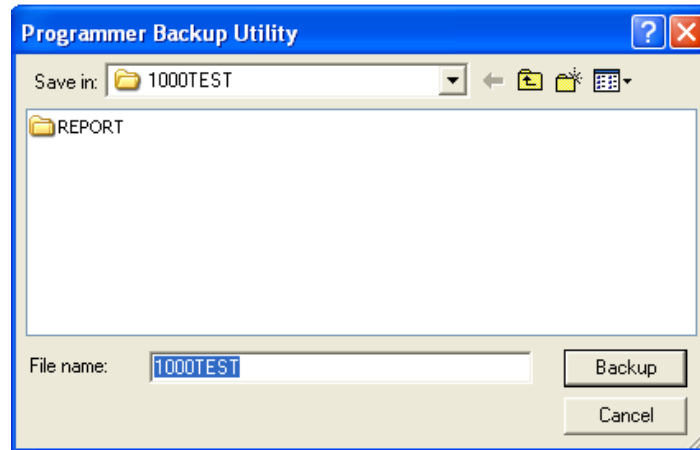 Programmer Backup Utility
Save in: 1000TEST
REPORT
File name: 1000TEST
Backup
Cancel